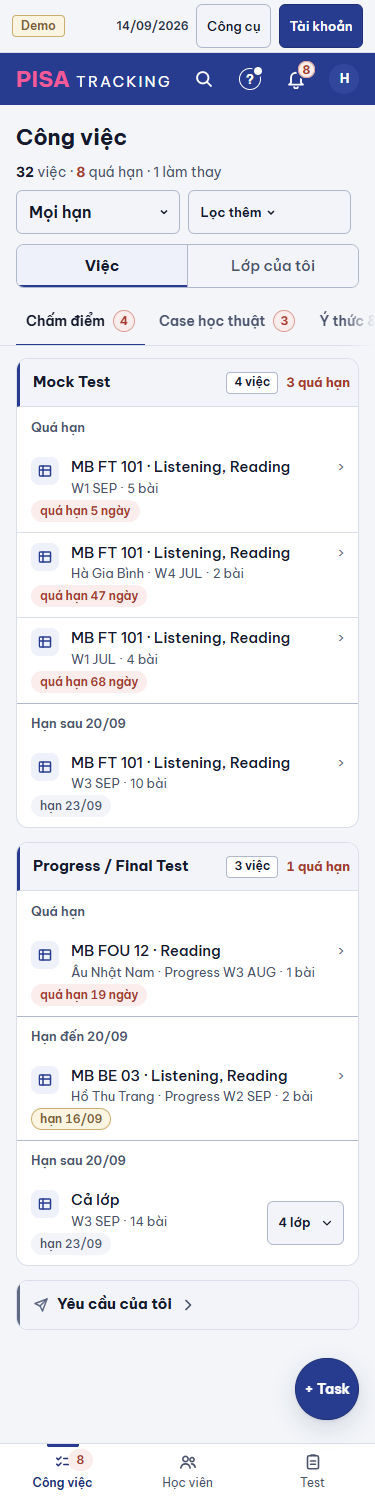 Demo 14/09/2026 Công cụ Tài khoản
PISA TRACKING ? 8 H
Công việc
32 việc · 8 quá hạn · 1 làm thay
Mọi hạn Lọc thêm
Việc Lớp của tôi
Chấm điểm 4 Case học thuật 3 Ý thức &
Mock Test 4 việc 3 quá hạn
Quá hạn
MB FT 101 · Listening, Reading
W1 SEP · 5 bài
quá hạn 5 ngày
MB FT 101 · Listening, Reading
Hà Gia Bình · W4 JUL · 2 bài
quá hạn 47 ngày
MB FT 101 · Listening, Reading
W1 JUL · 4 bài
quá hạn 68 ngày
Hạn sau 20/09
MB FT 101 · Listening, Reading
W3 SEP · 10 bài
hạn 23/09
Progress / Final Test 3 việc 1 quá hạn
Quá hạn
MB FOU 12 · Reading
Âu Nhật Nam · Progress W3 AUG · 1 bài
quá hạn 19 ngày
Hạn đến 20/09
MB BE 03 · Listening, Reading
Hồ Thu Trang · Progress W2 SEP · 2 bài
hạn 16/09
Hạn sau 20/09
Cả lớp
W3 SEP · 14 bài
4 lớp
hạn 23/09
Yêu cầu của tôi
+ Task
8
Công việc Học viên Test